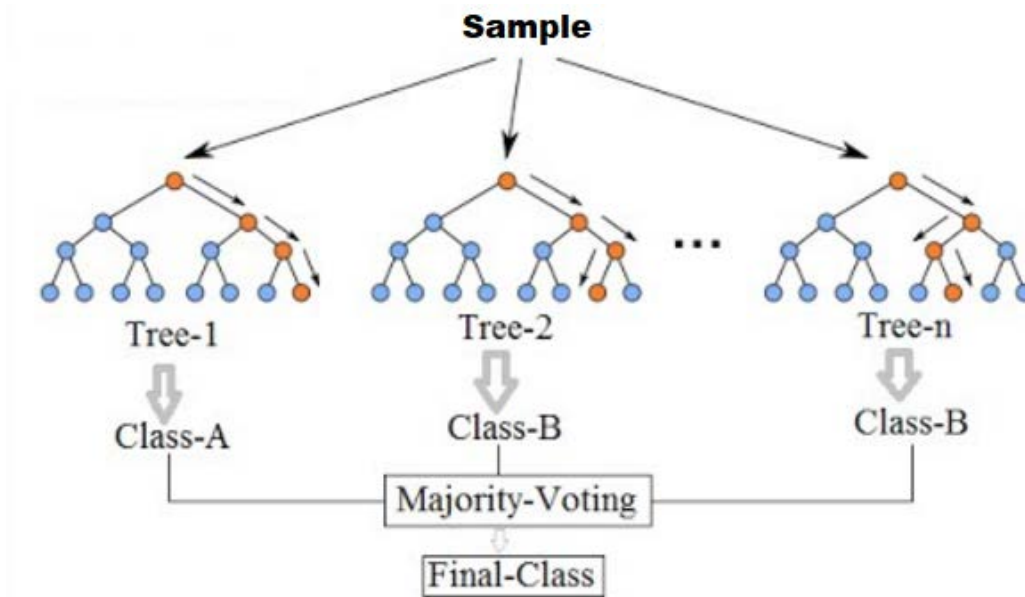 Sample
...
Tree-1
Tree-2
Tree-n
Class-A
Class-B
Class-B
Majority-Voting
Final-Class